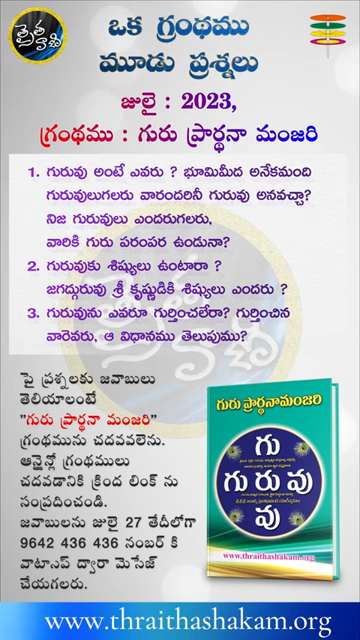 త్రైత
వాణి
ఒక గ్రంథము
మూడు ప్రశ్నలు
జులై : 2023,
గ్రంథము : గురు ప్రార్థనా మంజరి
1. గురువు అంటే ఎవరు ? భూమిమీద అనేకమంది
గురువులుగలరు వారందరినీ గురువు అనవచ్చా?
నిజ గురువులు ఎందరుగలరు,
వారికి గురు పరంపర ఉండునా?
2. గురువుకు శిష్యులు ఉంటారా ?
జగద్గురువు శ్రీ కృష్ణుడికి శిష్యులు ఎందరు ?
3. గురువును ఎవరూ గుర్తించలేరా? గుర్తించిన
వారెవరు, ఆ విధానము తెలుపుము?
పై ప్రశ్నలకు జవాబులు
తెలియాలంటే
"గురు ప్రార్థనా మంజరి"
గ్రంథమును చదవవలెను.
ఆన్లైన్లో గ్రంథములు
చదవడానికి క్రింద లింక్ ను
సంప్రదించండి.
జవాబులను జులై 27 తేదీలోగా
9642 436 436 నంబర్ కి
వాటాప్ ద్వారా మెసేజ్
చేయగలరు.
గురు ప్రార్థనామంజరి
గు
గు రు వు
వు
www.thraithashakam.org
www.thraithashakam.org